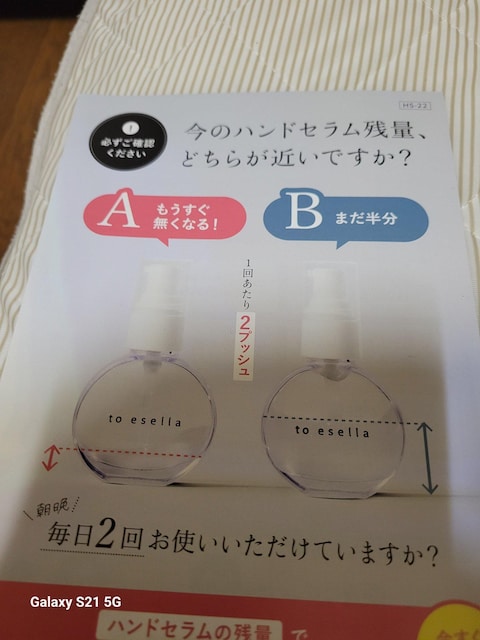 HS-22
!
必ずご確認
ください
今のハンドセラム残量、
どちらが近いですか?
A もうすぐ
無くなる!
B まだ半分
1回あたり
2プッシュ
to esella
to esella
朝晩
毎日2回お使いいただけていますか?
Galaxy S21 5G
ハンドセラムの残量で